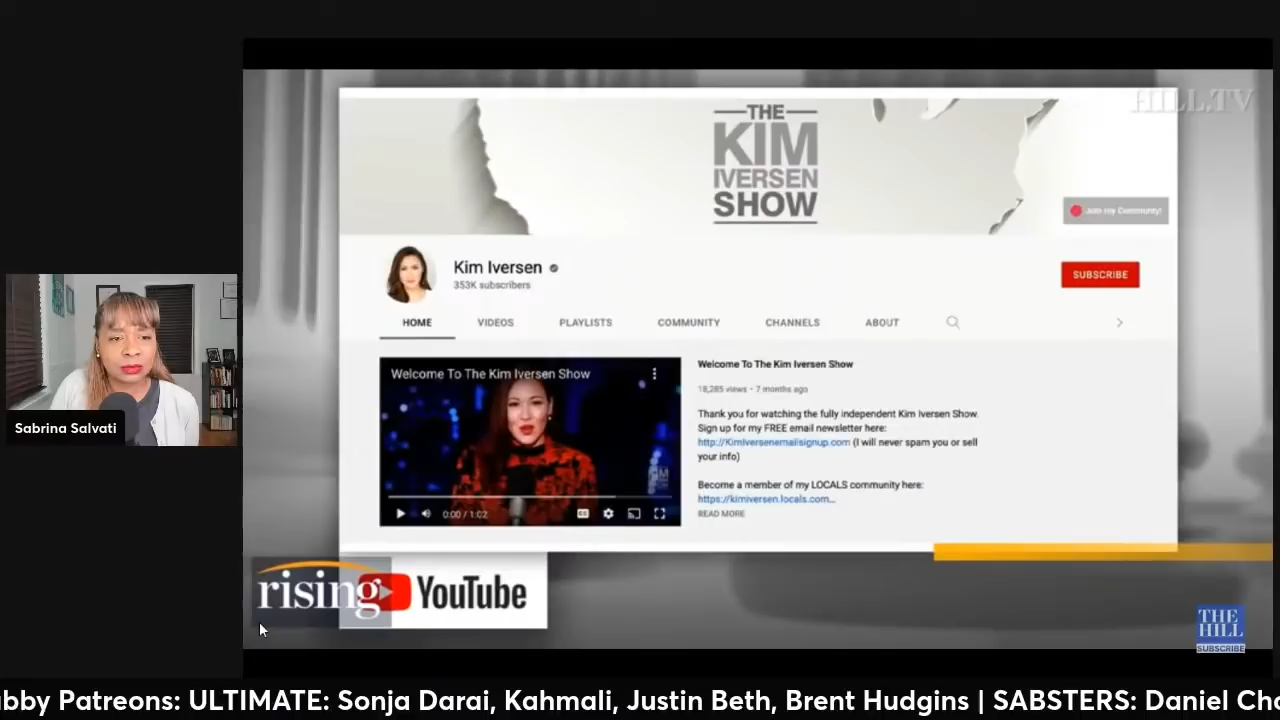 HILL.TV
THE
KIM
IVERSEN
SHOW
Join my Community!
Kim Iversen
353K subscribers
SUBSCRIBE
HOME
VIDEOS
PLAYLISTS
COMMUNITY
CHANNELS
ABOUT
Welcome To The Kim Iversen Show
0:00 / 1:02
Welcome To The Kim Iversen Show
18,285 views • 7 months ago
Thank you for watching the fully independent Kim Iversen Show.
Sign up for my FREE email newsletter here:
http://Kimiversenemailsignup.com (I will never spam you or sell
your info)
Become a member of my LOCALS community here:
https://kimiversen.locals.com...
READ MORE
Sabrina Salvati
rising
YouTube
THE
HILL
SUBSCRIBE
bby Patreons: ULTIMATE: Sonja Darai, Kahmali, Justin Beth, Brent Hudgins | SABSTERS: Daniel Ch